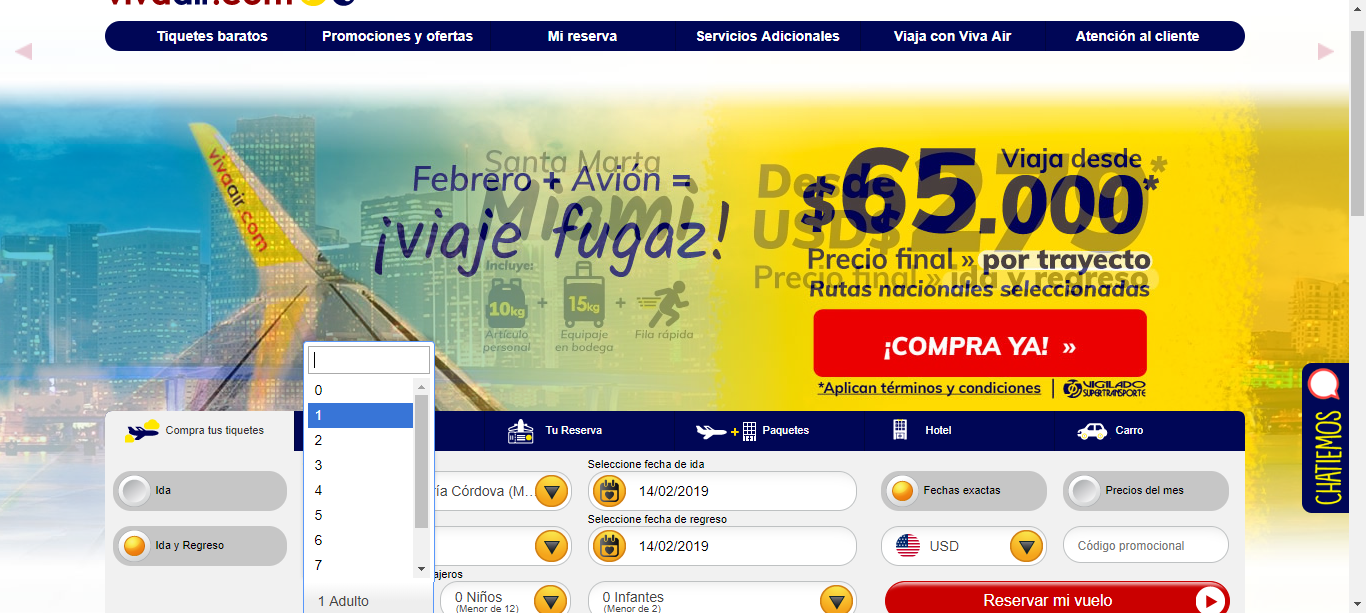 vivaair.com
Tiquetes baratos
Promociones y ofertas
Mi reserva
Servicios Adicionales
Viaja con Viva Air
Atención al cliente
vivaair.com
Santa Marta
Febrero + Avión =
Miami
¡viaje fugaz!
Incluye:
10kg + 15kg +
Artículo personal
Equipaje en bodega
Fila rápida
Viaja desde
$65.000*
Desde
USD$279*
Precio final » por trayecto
Precio final » ida y regreso
Rutas nacionales seleccionadas
¡COMPRA YA! »
*Aplican términos y condiciones
VIGILADO
SUPERTRANSPORTE
CHATIEMOS
0
1
2
3
4
5
6
7
1 Adulto
Compra tus tiquetes
Tu Reserva
+
Paquetes
Hotel
Carro
Ida
Ida y Regreso
ía Córdova (M...
Seleccione fecha de ida
14/02/2019
Seleccione fecha de regreso
14/02/2019
Fechas exactas
Precios del mes
USD
Código promocional
ajeros
0 Niños
(Menor de 12)
0 Infantes
(Menor de 2)
Reservar mi vuelo